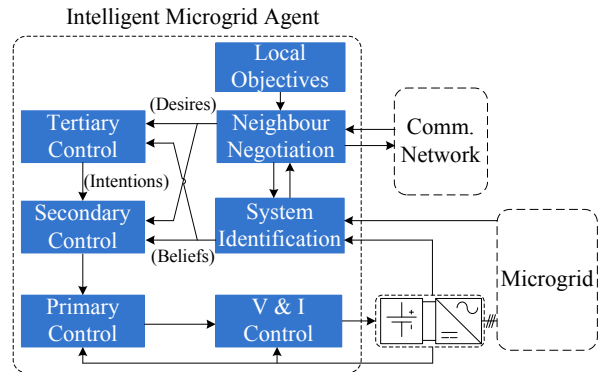 Intelligent Microgrid Agent
Local
Objectives
(Desires)
Tertiary
Control
Neighbour
Negotiation
Comm.
Network
(Intentions)
Secondary
Control
System
Identification
(Beliefs)
Microgrid
Primary
Control
V & I
Control